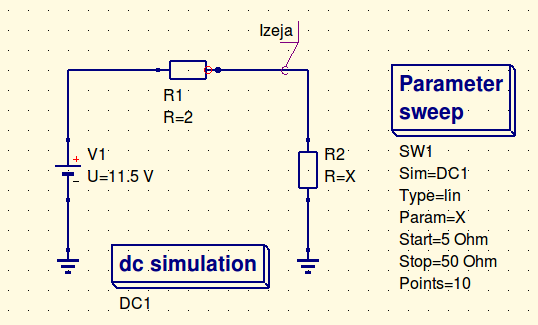 Izeja
R1
R=2
V1
U=11.5 V
R2
R=X
dc simulation
DC1
Parameter
sweep
SW1
Sim=DC1
Type=lin
Param=X
Start=5 Ohm
Stop=50 Ohm
Points=10